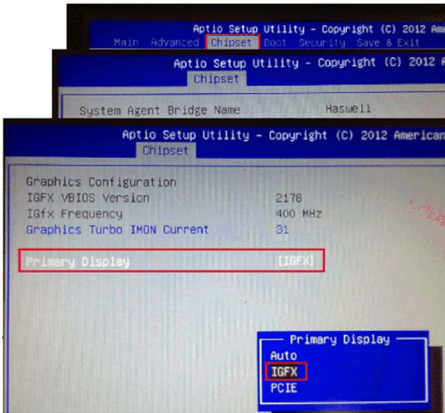 Aptio Setup Utility – Copyright (C) 2012 Ame
Main Advanced Chipset Boot Security Save & Exit
Aptio Setup Utility – Copyright (C) 2012 A
Chipset
System Agent Bridge Name Haswell
Aptio Setup Utility – Copyright (C) 2012 American
Chipset
Graphics Configuration
IGFX VBIOS Version 2178
IGfx Frequency 400 MHz
Graphics Turbo IMON Current 31
Primary Display [IGFX]
Primary Display
Auto
IGFX
PCIE